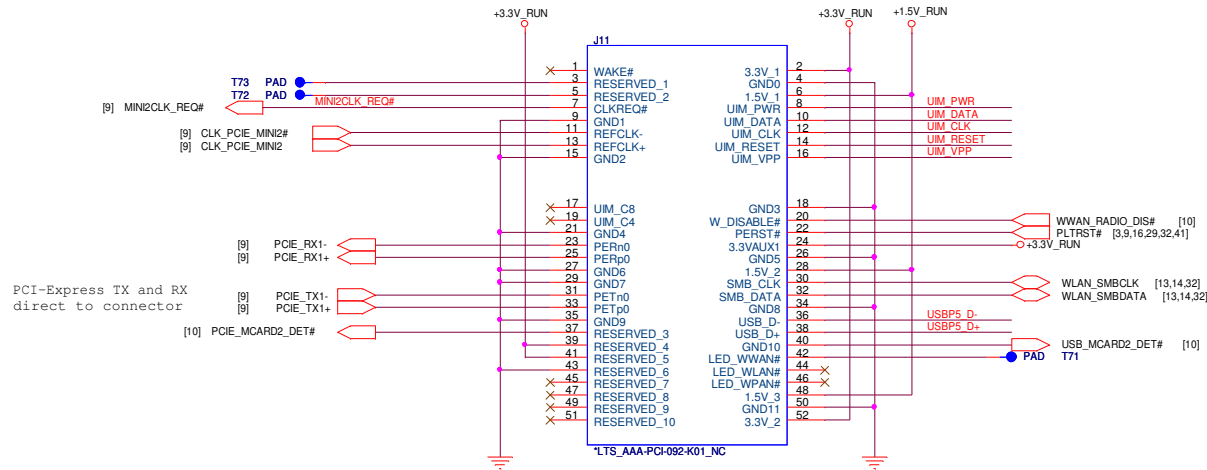 +3.3V_RUN
+3.3V_RUN
+1.5V_RUN
J11
1 WAKE# 3.3V_1 2
T73 PAD 3 RESERVED_1 GND0 4
T72 PAD 5 RESERVED_2 1.5V_1 6
[9] MINI2CLK_REQ# MINI2CLK_REQ# 7 CLKREQ# UIM_PWR 8 UIM_PWR
9 GND1 UIM_DATA 10 UIM_DATA
[9] CLK_PCIE_MINI2# 11 REFCLK- UIM_CLK 12 UIM_CLK
[9] CLK_PCIE_MINI2 13 REFCLK+ UIM_RESET 14 UIM_RESET
15 GND2 UIM_VPP 16 UIM_VPP
17 UIM_C8 GND3 18
19 UIM_C4 W_DISABLE# 20 WWAN_RADIO_DIS# [10]
21 GND4 PERST# 22 PLTRST# [3,9,16,29,32,41]
[9] PCIE_RX1- 23 PERn0 3.3VAUX1 24 +3.3V_RUN
[9] PCIE_RX1+ 25 PERp0 GND5 26
27 GND6 1.5V_2 28
29 GND7 SMB_CLK 30 WLAN_SMBCLK [13,14,32]
PCI-Express TX and RX
direct to connector
[9] PCIE_TX1- 31 PETn0 SMB_DATA 32 WLAN_SMBDATA [13,14,32]
[9] PCIE_TX1+ 33 PETp0 GND8 34
35 GND9 USB_D- 36 USBP5_D-
[10] PCIE_MCARD2_DET# 37 RESERVED_3 USB_D+ 38 USBP5_D+
39 RESERVED_4 GND10 40 USB_MCARD2_DET# [10]
41 RESERVED_5 LED_WWAN# 42 PAD T71
43 RESERVED_6 LED_WLAN# 44
45 RESERVED_7 LED_WPAN# 46
47 RESERVED_8 1.5V_3 48
49 RESERVED_9 GND11 50
51 RESERVED_10 3.3V_2 52
*LTS_AAA-PCI-092-K01_NC